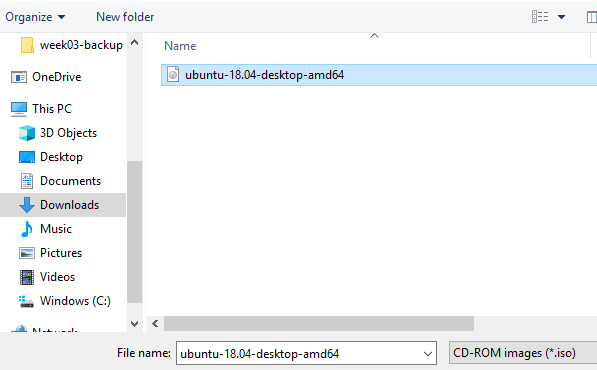 Organize New folder
week03-backup
OneDrive
This PC
3D Objects
Desktop
Documents
Downloads
Music
Pictures
Videos
Windows (C:)
Network
Name
ubuntu-18.04-desktop-amd64
File name: ubuntu-18.04-desktop-amd64 CD-ROM images (*.iso)